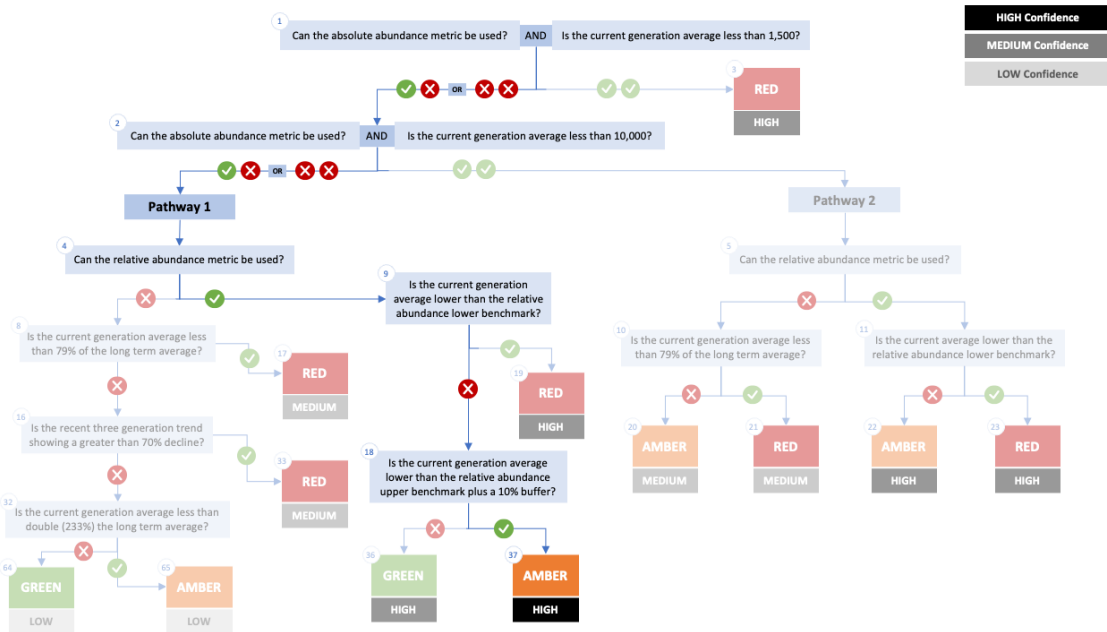 HIGH Confidence
MEDIUM Confidence
LOW Confidence
1
Can the absolute abundance metric be used? AND Is the current generation average less than 1,500?
OR
3
RED
HIGH
2
Can the absolute abundance metric be used? AND Is the current generation average less than 10,000?
OR
Pathway 1
Pathway 2
4
Can the relative abundance metric be used?
5
Can the relative abundance metric be used?
9
Is the current generation
average lower than the relative
abundance lower benchmark?
8
Is the current generation average less
than 79% of the long term average?
17
RED
MEDIUM
19
RED
HIGH
10
Is the current generation average less
than 79% of the long term average?
11
Is the current average lower than the
relative abundance lower benchmark?
16
Is the recent three generation trend
showing a greater than 70% decline?
33
RED
MEDIUM
18
Is the current generation average
lower than the relative abundance
upper benchmark plus a 10% buffer?
20
AMBER
MEDIUM
21
RED
MEDIUM
22
AMBER
HIGH
23
RED
HIGH
32
Is the current generation average less than
double (233%) the long term average?
64
GREEN
LOW
65
AMBER
LOW
36
GREEN
HIGH
37
AMBER
HIGH